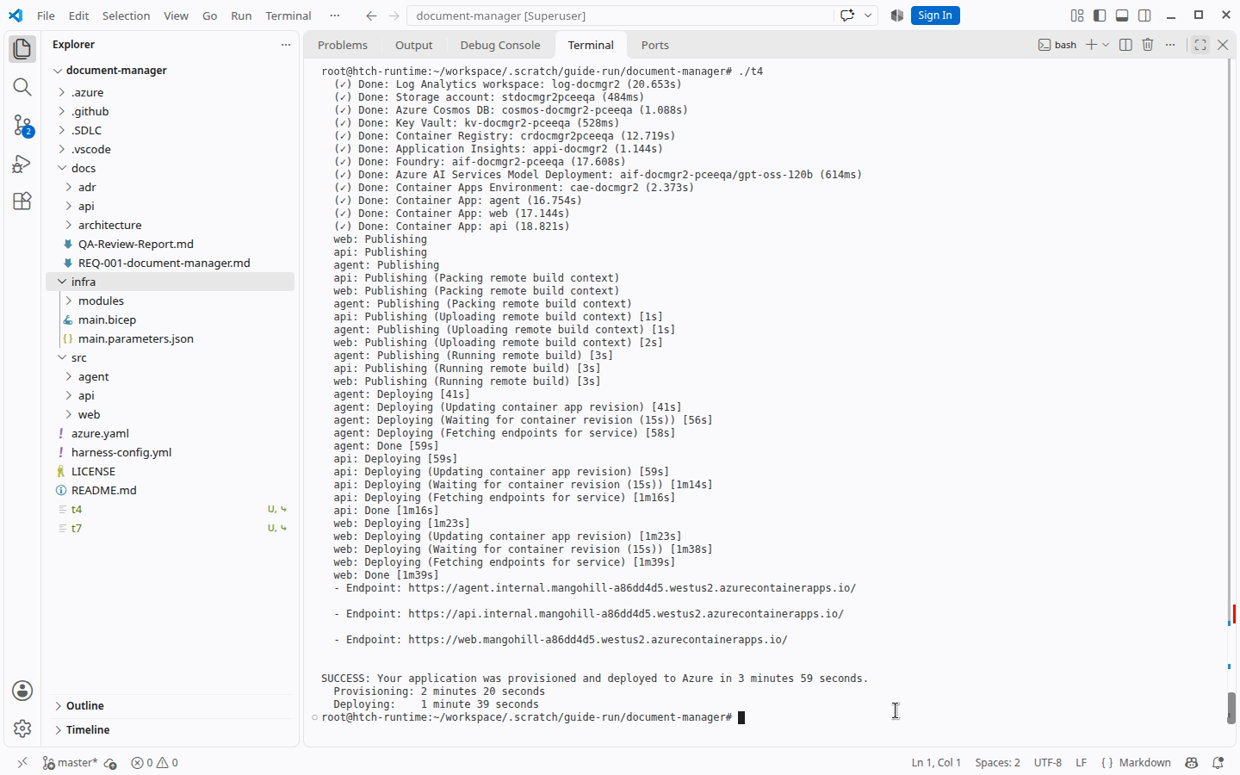 File Edit Selection View Go Run Terminal ··· document-manager [Superuser] Sign In
Explorer ···
document-manager
.azure
.github
.SDLC
.vscode
docs
adr
api
architecture
QA-Review-Report.md
REQ-001-document-manager.md
infra
modules
main.bicep
{} main.parameters.json
src
agent
api
web
! azure.yaml
! harness-config.yml
LICENSE
README.md
t4 U,
t7 U,
Outline
Timeline
2
Problems Output Debug Console Terminal Ports bash ···
root@htch-runtime:~/workspace/.scratch/guide-run/document-manager# ./t4
(✓) Done: Log Analytics workspace: log-docmgr2 (20.653s)
(✓) Done: Storage account: stdocmgr2pceeqa (484ms)
(✓) Done: Azure Cosmos DB: cosmos-docmgr2-pceeqa (1.088s)
(✓) Done: Key Vault: kv-docmgr2-pceeqa (528ms)
(✓) Done: Container Registry: crdocmgr2pceeqa (12.719s)
(✓) Done: Application Insights: appi-docmgr2 (1.144s)
(✓) Done: Foundry: aif-docmgr2-pceeqa (17.608s)
(✓) Done: Azure AI Services Model Deployment: aif-docmgr2-pceeqa/gpt-oss-120b (614ms)
(✓) Done: Container Apps Environment: cae-docmgr2 (2.373s)
(✓) Done: Container App: agent (16.754s)
(✓) Done: Container App: web (17.144s)
(✓) Done: Container App: api (18.821s)
web: Publishing
api: Publishing
agent: Publishing
api: Publishing (Packing remote build context)
web: Publishing (Packing remote build context)
agent: Publishing (Packing remote build context)
api: Publishing (Uploading remote build context) [1s]
agent: Publishing (Uploading remote build context) [1s]
web: Publishing (Uploading remote build context) [2s]
agent: Publishing (Running remote build) [3s]
api: Publishing (Running remote build) [3s]
web: Publishing (Running remote build) [3s]
agent: Deploying [41s]
agent: Deploying (Updating container app revision) [41s]
agent: Deploying (Waiting for container revision (15s)) [56s]
agent: Deploying (Fetching endpoints for service) [58s]
agent: Done [59s]
api: Deploying [59s]
api: Deploying (Updating container app revision) [59s]
api: Deploying (Waiting for container revision (15s)) [1m14s]
api: Deploying (Fetching endpoints for service) [1m16s]
api: Done [1m16s]
web: Deploying [1m23s]
web: Deploying (Updating container app revision) [1m23s]
web: Deploying (Waiting for container revision (15s)) [1m38s]
web: Deploying (Fetching endpoints for service) [1m39s]
web: Done [1m39s]
- Endpoint: https://agent.internal.mangohill-a86dd4d5.westus2.azurecontainerapps.io/
- Endpoint: https://api.internal.mangohill-a86dd4d5.westus2.azurecontainerapps.io/
- Endpoint: https://web.mangohill-a86dd4d5.westus2.azurecontainerapps.io/
SUCCESS: Your application was provisioned and deployed to Azure in 3 minutes 59 seconds.
Provisioning: 2 minutes 20 seconds
Deploying: 1 minute 39 seconds
root@htch-runtime:~/workspace/.scratch/guide-run/document-manager#
master* 0 0 Ln 1, Col 1 Spaces: 2 UTF-8 LF {} Markdown